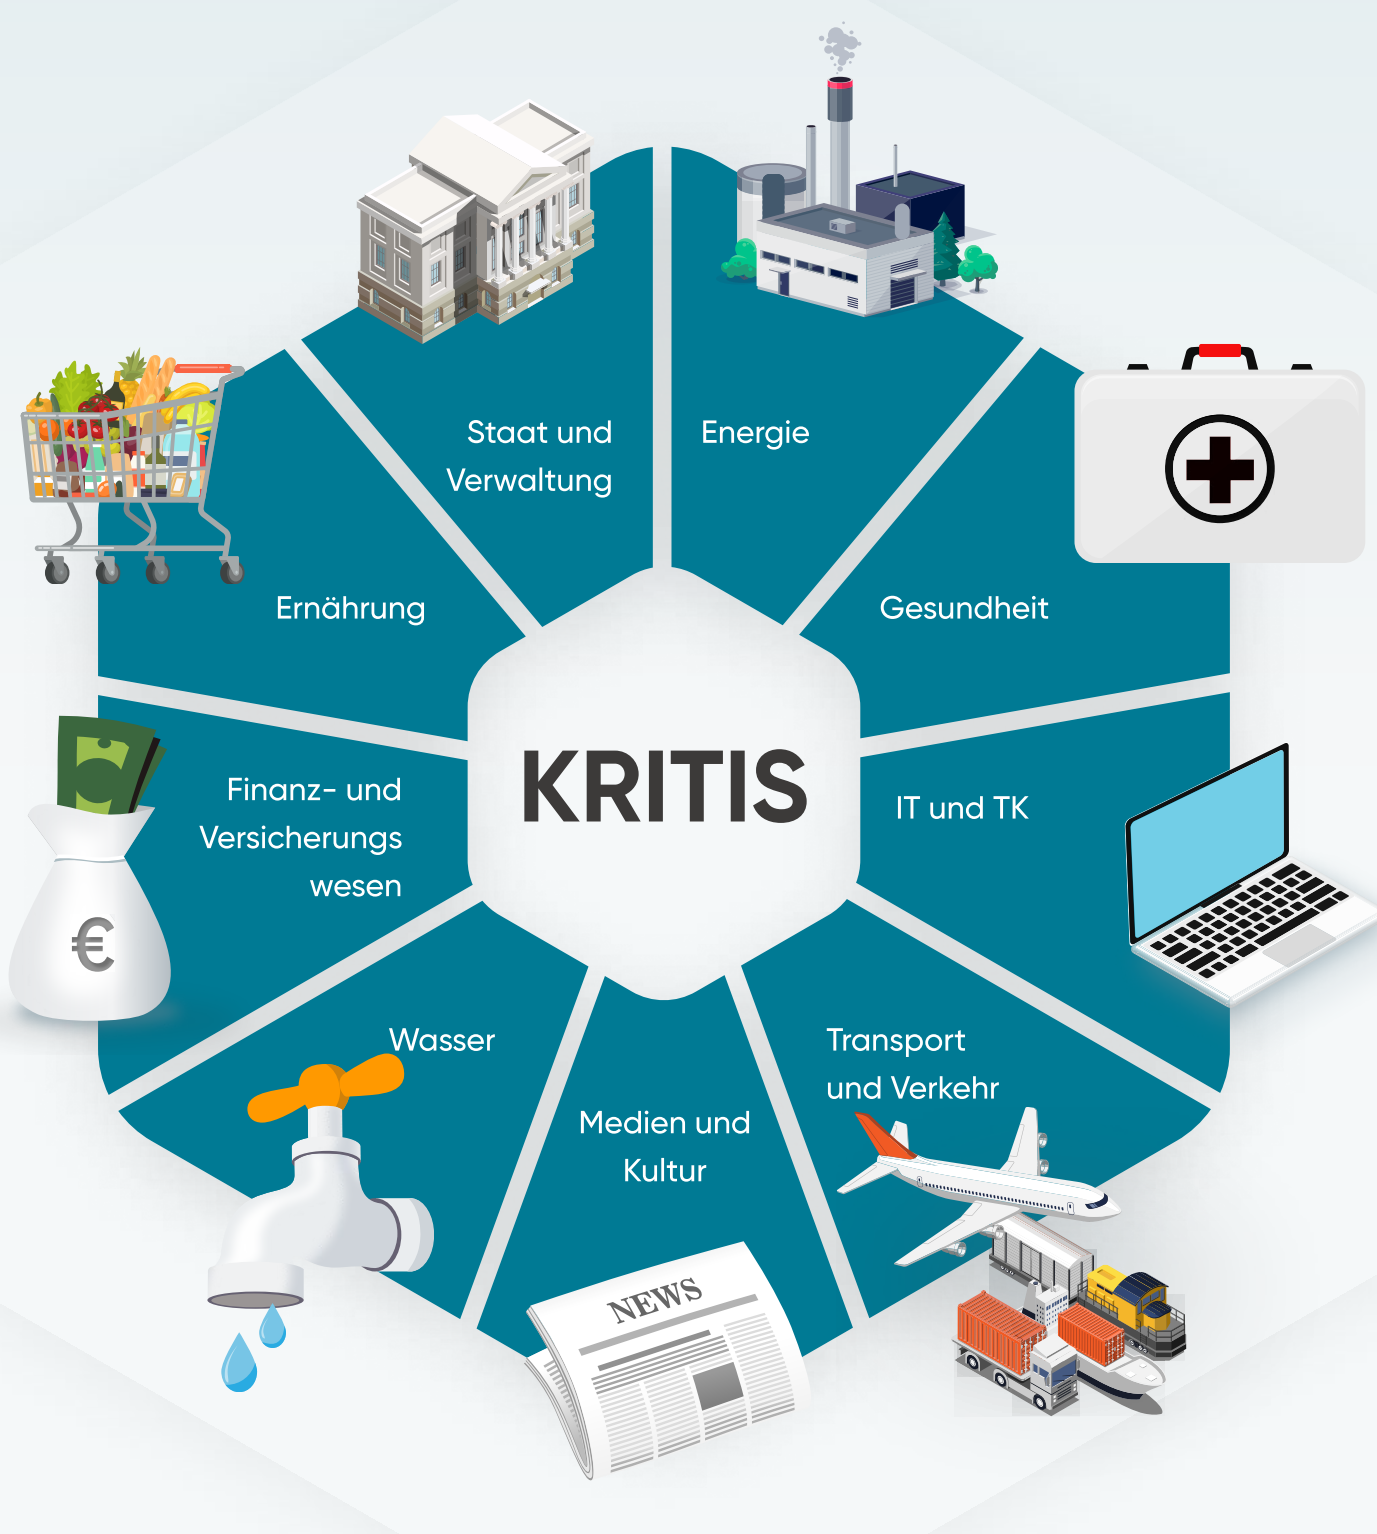 Staat und
Verwaltung
Energie
Ernährung
Gesundheit
KRITIS
Finanz- und
Versicherungs
wesen
€
IT und TK
Wasser
Transport
und Verkehr
Medien und
Kultur
NEWS